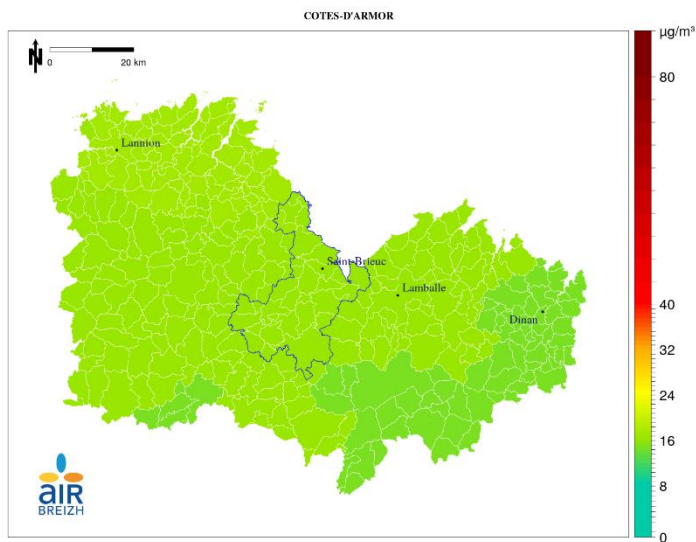 COTES-D'ARMOR
N
0 20 km
Lannion
Saint-Brieuc
Lamballe
Dinan
aiR
BREIZH
µg/m³
80
40
32
24
16
8
0